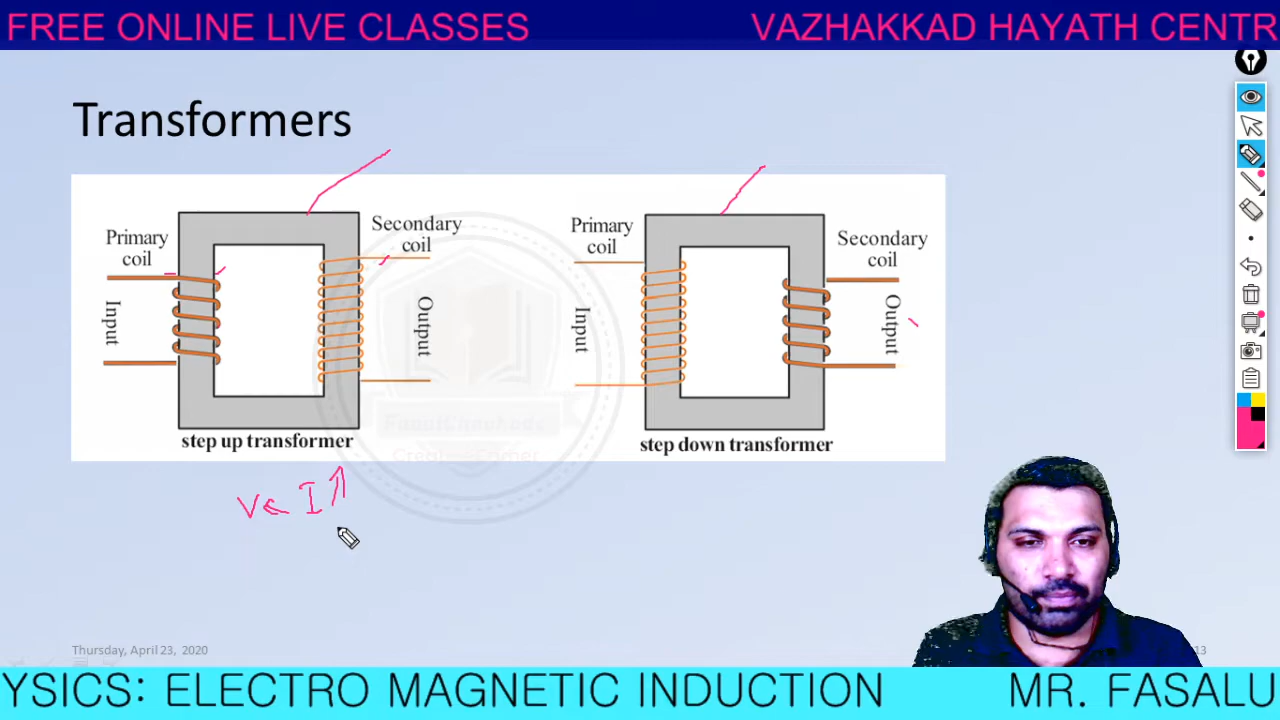 FREE ONLINE LIVE CLASSES
VAZHAKKAD HAYATH CENTR
Transformers
Primary
coil
Input
Secondary
coil
Output
step up transformer
Primary
coil
Input
Secondary
coil
Output
step down transformer
V
I ↑
Thursday, April 23, 2020
13
YSICS: ELECTRO MAGNETIC INDUCTION
MR. FASALU